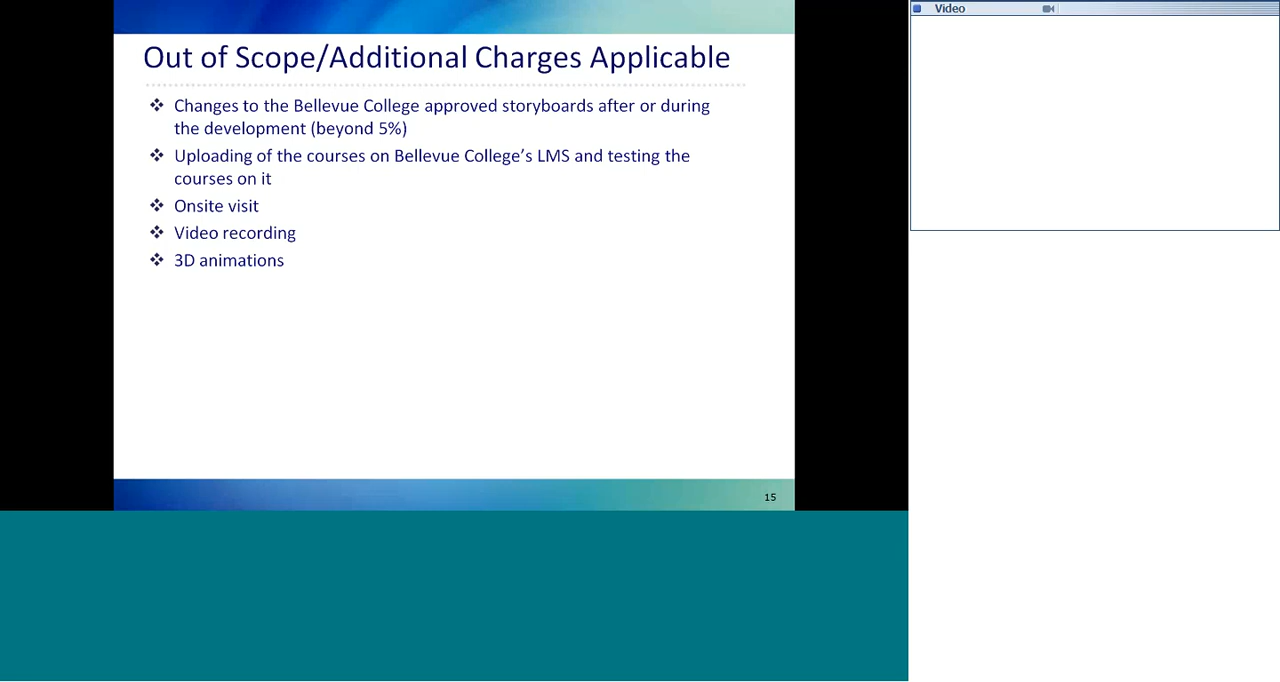 Video
Out of Scope/Additional Charges Applicable
Changes to the Bellevue College approved storyboards after or during
the development (beyond 5%)
Uploading of the courses on Bellevue College’s LMS and testing the
courses on it
Onsite visit
Video recording
3D animations
15